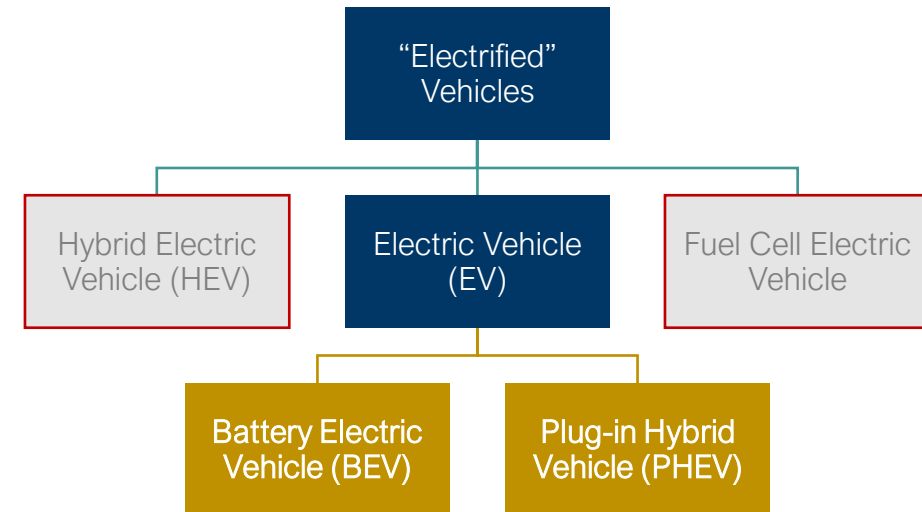 “Electrified”
Vehicles
Hybrid Electric
Vehicle (HEV)
Electric Vehicle
(EV)
Fuel Cell Electric
Vehicle
Battery Electric
Vehicle (BEV)
Plug-in Hybrid
Vehicle (PHEV)